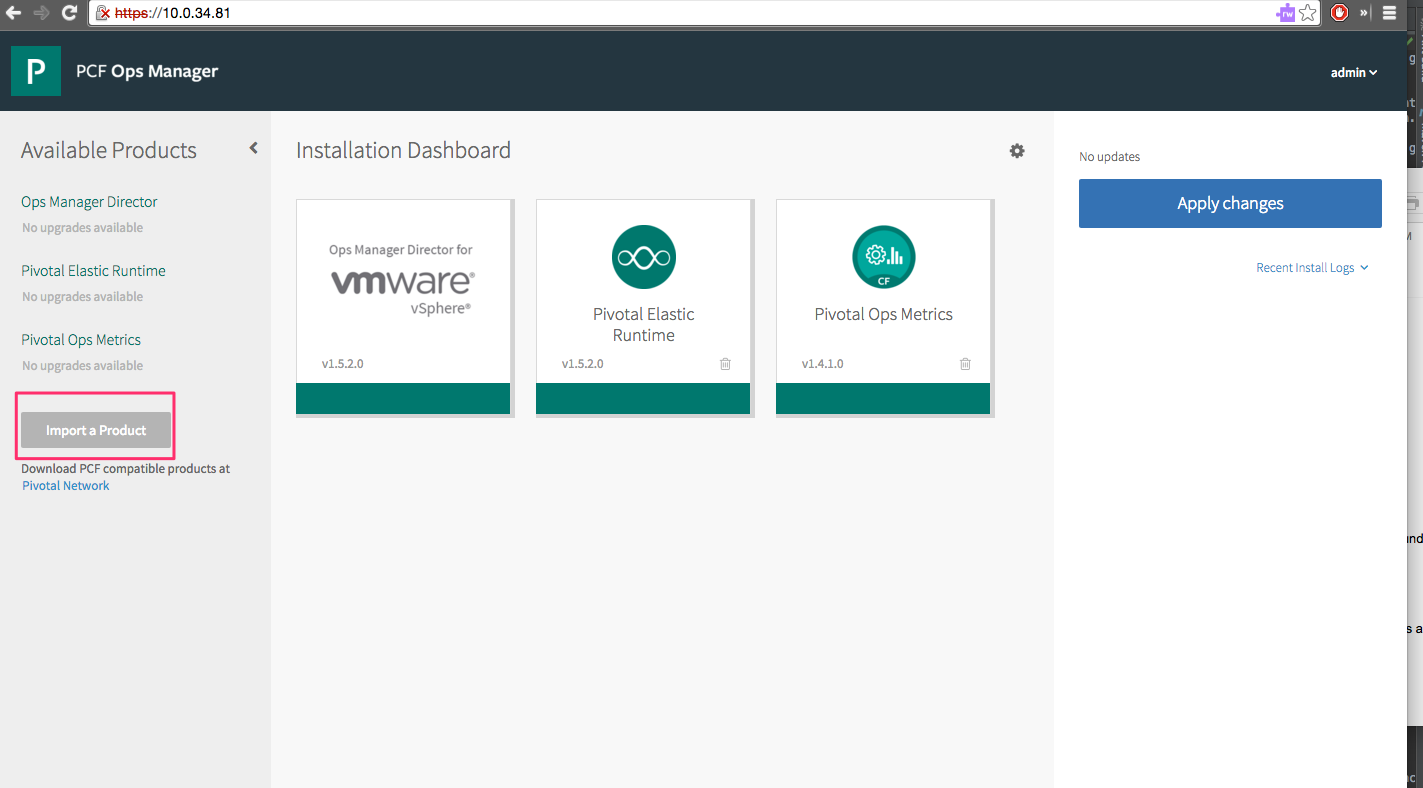 https://10.0.34.81
rw
P
PCF Ops Manager
admin
Available Products
Ops Manager Director
No upgrades available
Pivotal Elastic Runtime
No upgrades available
Pivotal Ops Metrics
No upgrades available
Import a Product
Download PCF compatible products at
Pivotal Network
Installation Dashboard
Ops Manager Director for
vmware®
vSphere®
v1.5.2.0
Pivotal Elastic
Runtime
v1.5.2.0
CF
Pivotal Ops Metrics
v1.4.1.0
No updates
Apply changes
Recent Install Logs